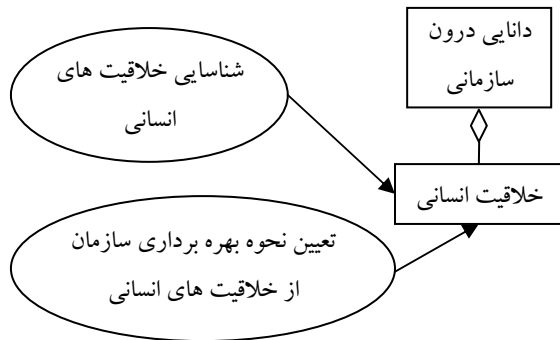 دانایی درون
سازمانی
شناسایی خلاقیت های
انسانی
خلاقیت انسانی
تعیین نحوه بهره برداری سازمان
از خلاقیت های انسانی